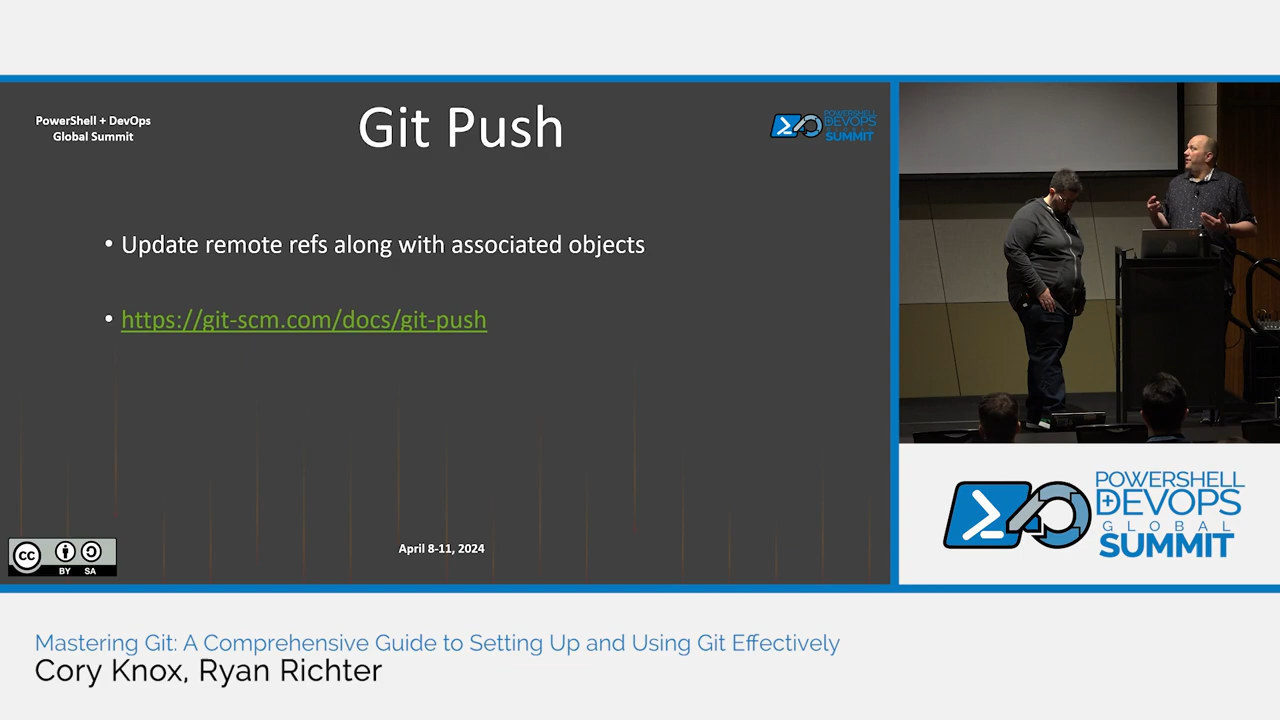 PowerShell + DevOps
Global Summit
Git Push
POWERSHELL
DEVOPS
GLOBAL
SUMMIT
• Update remote refs along with associated objects
• https://git-scm.com/docs/git-push
April 8-11, 2024
cc
BY SA
POWERSHELL
DEVOPS
GLOBAL
SUMMIT
Mastering Git: A Comprehensive Guide to Setting Up and Using Git Effectively
Cory Knox, Ryan Richter